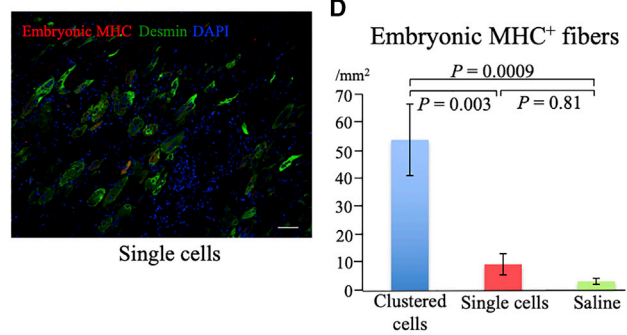 Embryonic MHC Desmin DAPI
Single cells
D
Embryonic MHC⁺ fibers
/mm²
P = 0.0009
P = 0.003
P = 0.81
70
60
50
40
30
20
10
0
Clustered cells
Single cells
Saline